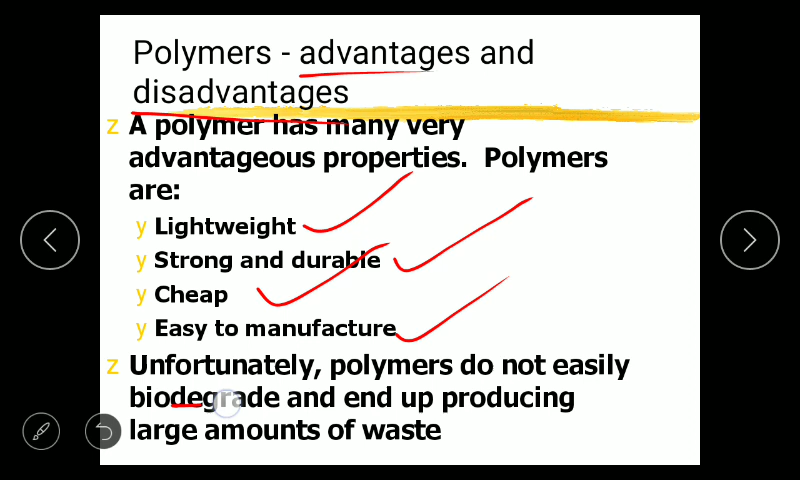 Polymers - advantages and
disadvantages
z A polymer has many very
advantageous properties. Polymers
are:
y Lightweight
y Strong and durable
y Cheap
y Easy to manufacture
z Unfortunately, polymers do not easily
biodegrade and end up producing
large amounts of waste